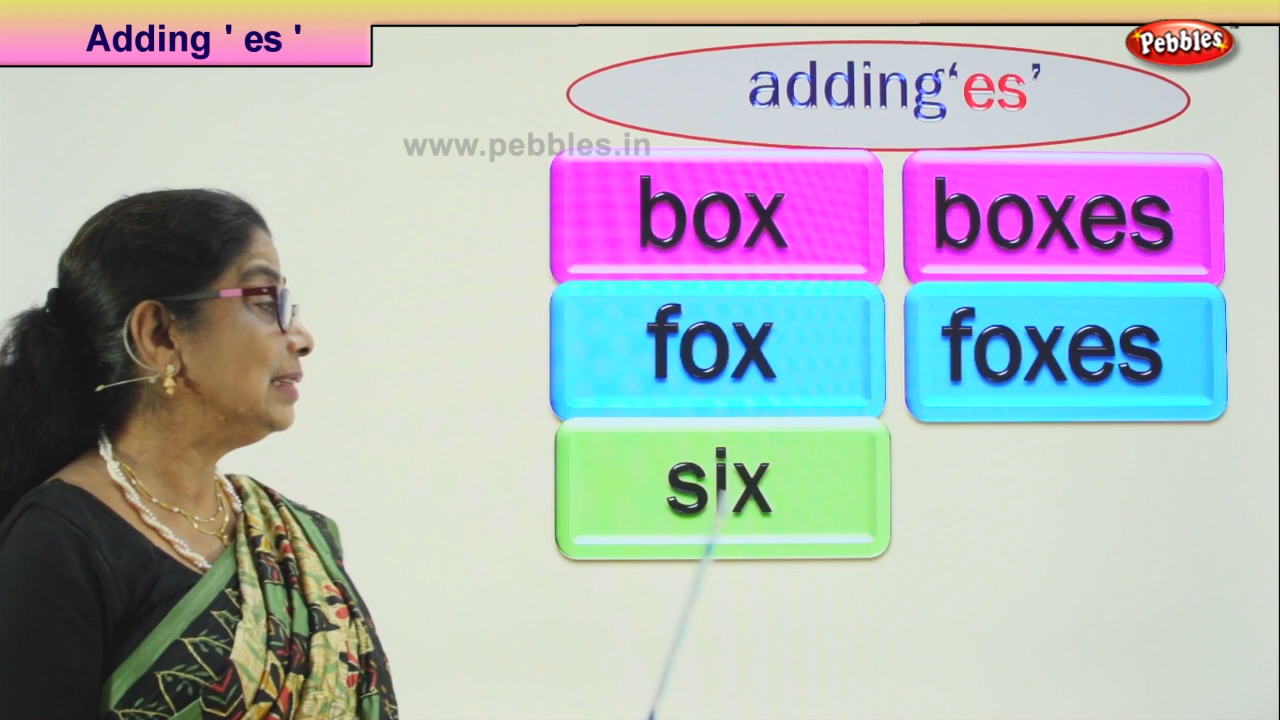 Adding ' es '
Pebbles
adding‘es’
www.pebbles.in
box boxes
fox foxes
six